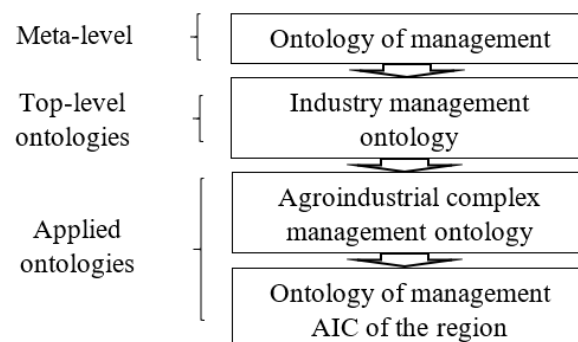 Meta-level
Ontology of management
Top-level
ontologies
Industry management
ontology
Applied
ontologies
Agroindustrial complex
management ontology
Ontology of management
AIC of the region